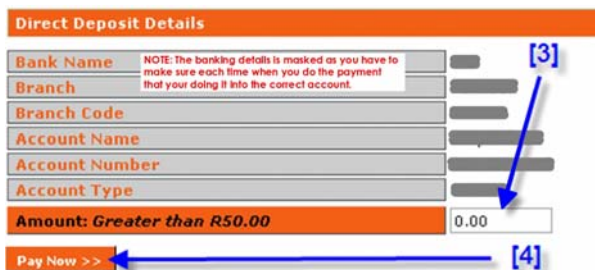 Direct Deposit Details
Bank Name
NOTE: The banking details is masked as you have to
make sure each time when you do the payment
that your doing it into the correct account.
[3]
Branch
Branch Code
Account Name
Account Number
Account Type
Amount: Greater than R50.00 0.00
Pay Now >> [4]